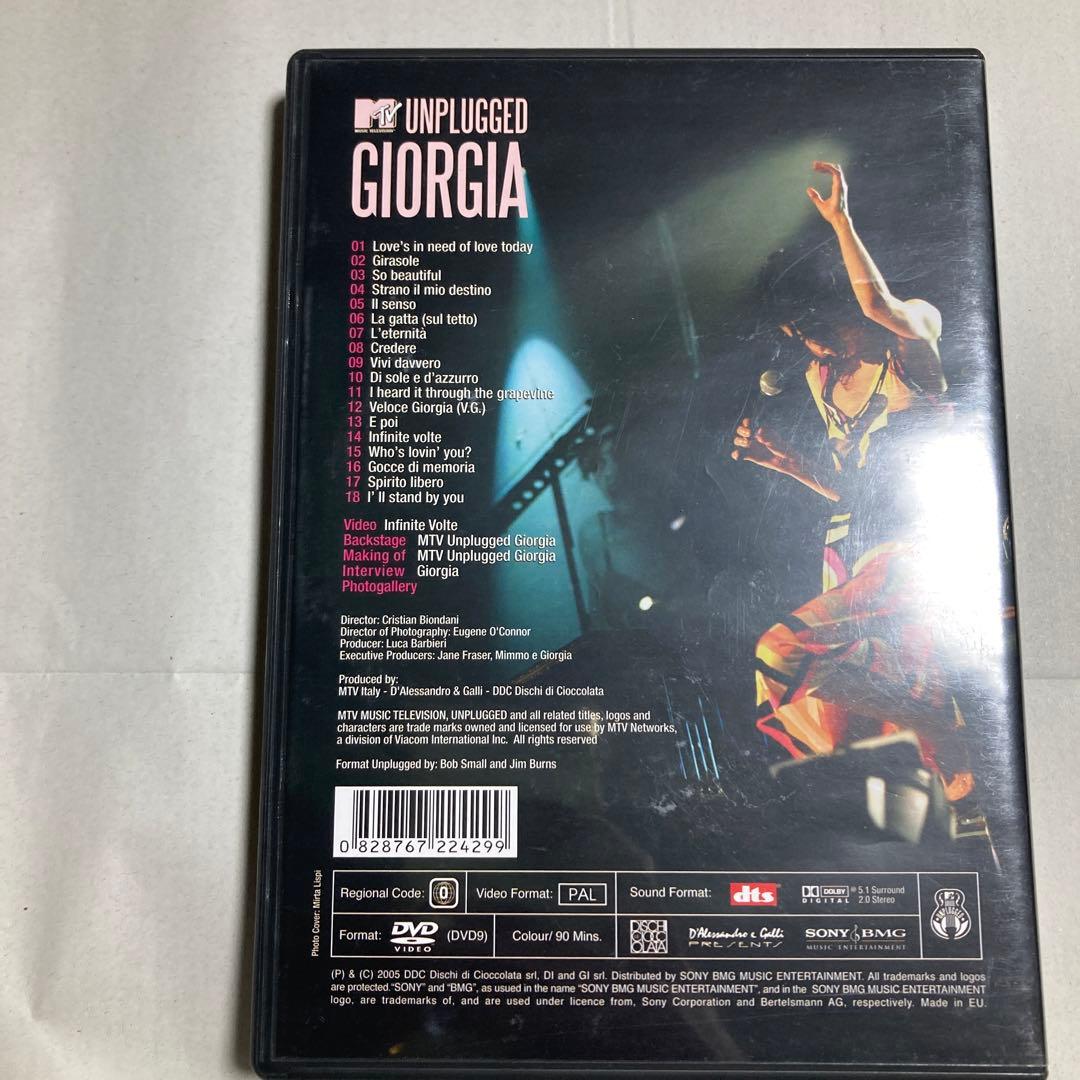 MTV UNPLUGGED
MUSIC TELEVISION
GIORGIA
01 Love's in need of love today
02 Girasole
03 So beautiful
04 Strano il mio destino
05 Il senso
06 La gatta (sul tetto)
07 L'eternità
08 Credere
09 Vivi davvero
10 Di sole e d'azzurro
11 I heard it through the grapevine
12 Veloce Giorgia (V.G.)
13 E poi
14 Infinite volte
15 Who's lovin' you?
16 Gocce di memoria
17 Spirito libero
18 I' ll stand by you
Video Infinite Volte
Backstage MTV Unplugged Giorgia
Making of MTV Unplugged Giorgia
Interview Giorgia
Photogallery
Director: Cristian Biondani
Director of Photography: Eugene O'Connor
Producer: Luca Barbieri
Executive Producers: Jane Fraser, Mimmo e Giorgia
Produced by:
MTV Italy - D'Alessandro & Galli - DDC Dischi di Cioccolata
MTV MUSIC TELEVISION, UNPLUGGED and all related titles, logos and
characters are trade marks owned and licensed for use by MTV Networks,
a division of Viacom International Inc. All rights reserved
Format Unplugged by: Bob Small and Jim Burns
0 828767 224299
Photo Cover: Mirta Lispi
Regional Code: 0 Video Format: PAL Sound Format: dts DOLBY DIGITAL 5.1 Surround
2.0 Stereo
MTV UNPLUGGED
Format: DVD VIDEO (DVD9) Colour/ 90 Mins. DISCHI DI CIOCCOLATA D'Alessandro e Galli PRESENTS SONY BMG MUSIC ENTERTAINMENT
(P) & (C) 2005 DDC Dischi di Cioccolata srl, DI and GI srl. Distributed by SONY BMG MUSIC ENTERTAINMENT. All trademarks and logos
are protected."SONY" and "BMG", as usued in the name "SONY BMG MUSIC ENTERTAINMENT", and in the SONY BMG MUSIC ENTERTAINMENT
logo, are trademarks of, and are used under licence from, Sony Corporation and Bertelsmann AG, respectively. Made in EU.